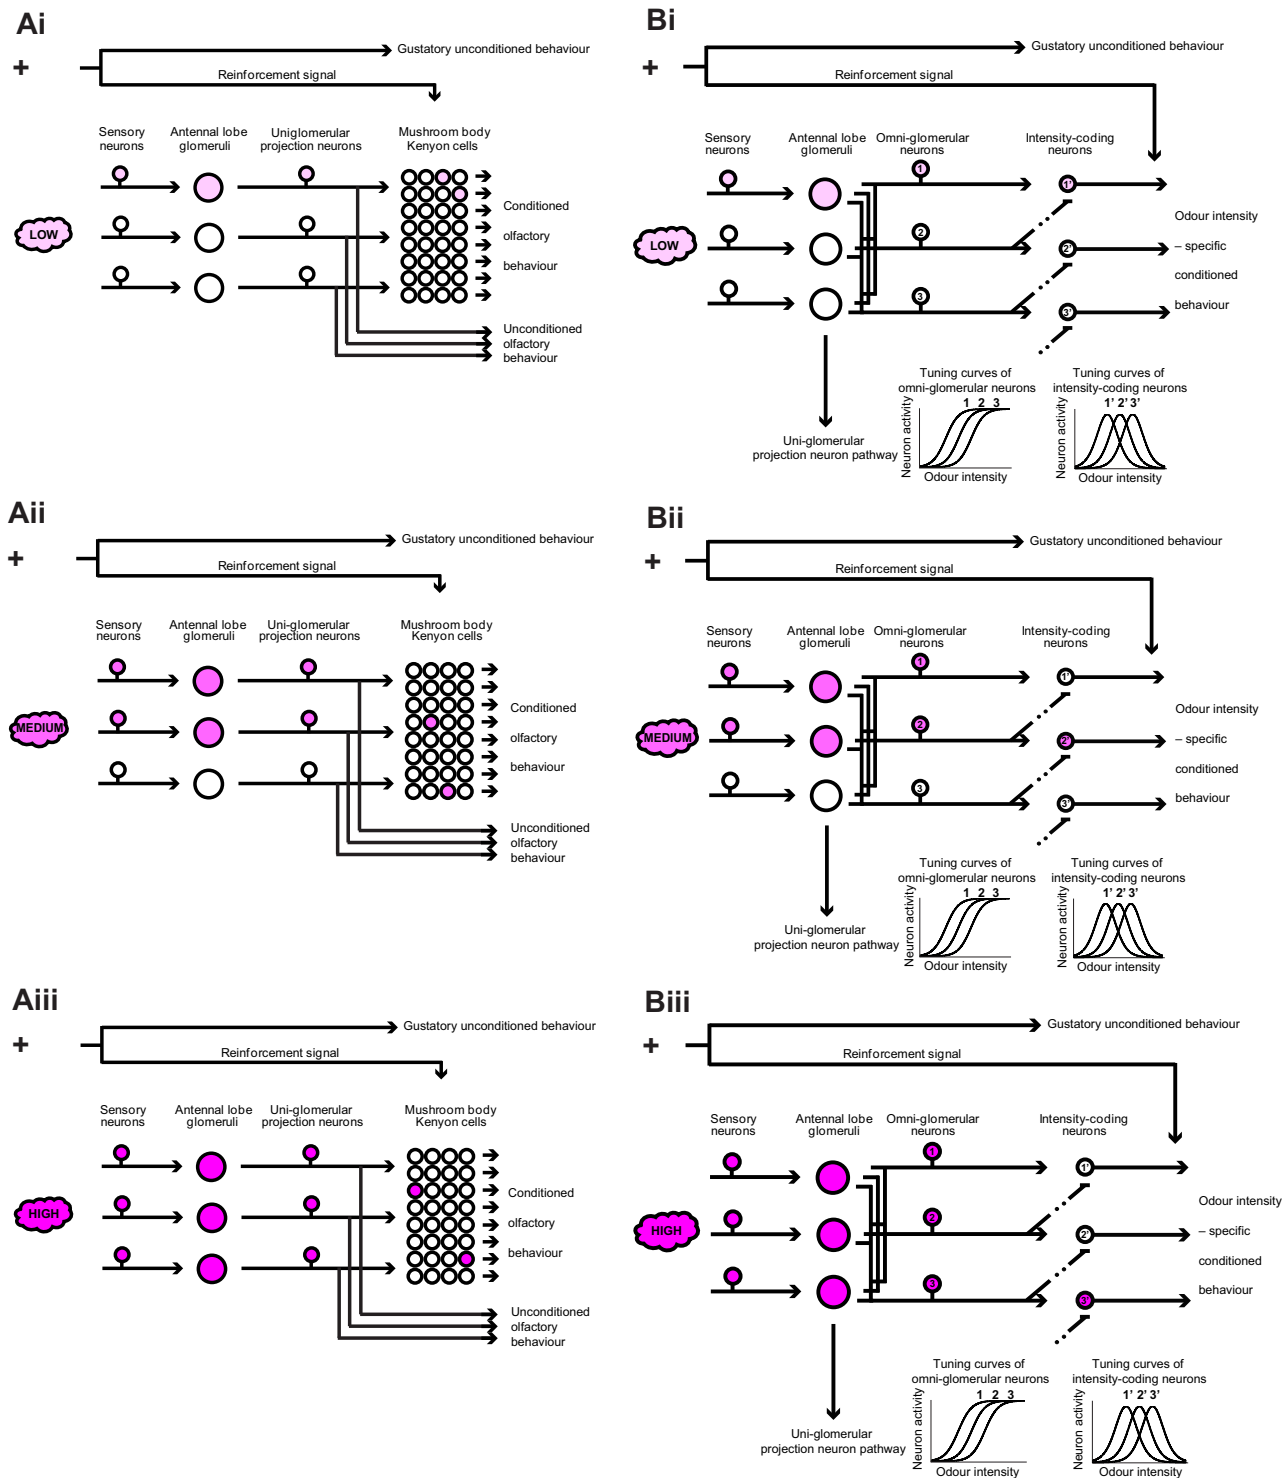 Ai
+
Gustatory unconditioned behaviour
Reinforcement signal
Sensory
neurons
Antennal lobe
glomeruli
Uniglomerular
projection neurons
Mushroom body
Kenyon cells
LOW
Conditioned
olfactory
behaviour
Unconditioned
olfactory
behaviour
Bi
+
Gustatory unconditioned behaviour
Reinforcement signal
Sensory
neurons
Antennal lobe
glomeruli
Omni-glomerular
neurons
Intensity-coding
neurons
LOW
1
2
3
1'
2'
3'
Odour intensity
– specific
conditioned
behaviour
Uni-glomerular
projection neuron pathway
Tuning curves of
omni-glomerular neurons
1 2 3
Neuron activity
Odour intensity
Tuning curves of
intensity-coding neurons
1' 2' 3'
Neuron activity
Odour intensity
Aii
+
Gustatory unconditioned behaviour
Reinforcement signal
Sensory
neurons
Antennal lobe
glomeruli
Uni-glomerular
projection neurons
Mushroom body
Kenyon cells
MEDIUM
Conditioned
olfactory
behaviour
Unconditioned
olfactory
behaviour
Bii
+
Gustatory unconditioned behaviour
Reinforcement signal
Sensory
neurons
Antennal lobe
glomeruli
Omni-glomerular
neurons
Intensity-coding
neurons
MEDIUM
1
2
3
1'
2'
3'
Odour intensity
– specific
conditioned
behaviour
Uni-glomerular
projection neuron pathway
Tuning curves of
omni-glomerular neurons
1 2 3
Neuron activity
Odour intensity
Tuning curves of
intensity-coding neurons
1' 2' 3'
Neuron activity
Odour intensity
Aiii
+
Gustatory unconditioned behaviour
Reinforcement signal
Sensory
neurons
Antennal lobe
glomeruli
Uni-glomerular
projection neurons
Mushroom body
Kenyon cells
HIGH
Conditioned
olfactory
behaviour
Unconditioned
olfactory
behaviour
Biii
+
Gustatory unconditioned behaviour
Reinforcement signal
Sensory
neurons
Antennal lobe
glomeruli
Omni-glomerular
neurons
Intensity-coding
neurons
HIGH
1
2
3
1'
2'
3'
Odour intensity
– specific
conditioned
behaviour
Uni-glomerular
projection neuron pathway
Tuning curves of
omni-glomerular neurons
1 2 3
Neuron activity
Odour intensity
Tuning curves of
intensity-coding neurons
1' 2' 3'
Neuron activity
Odour intensity